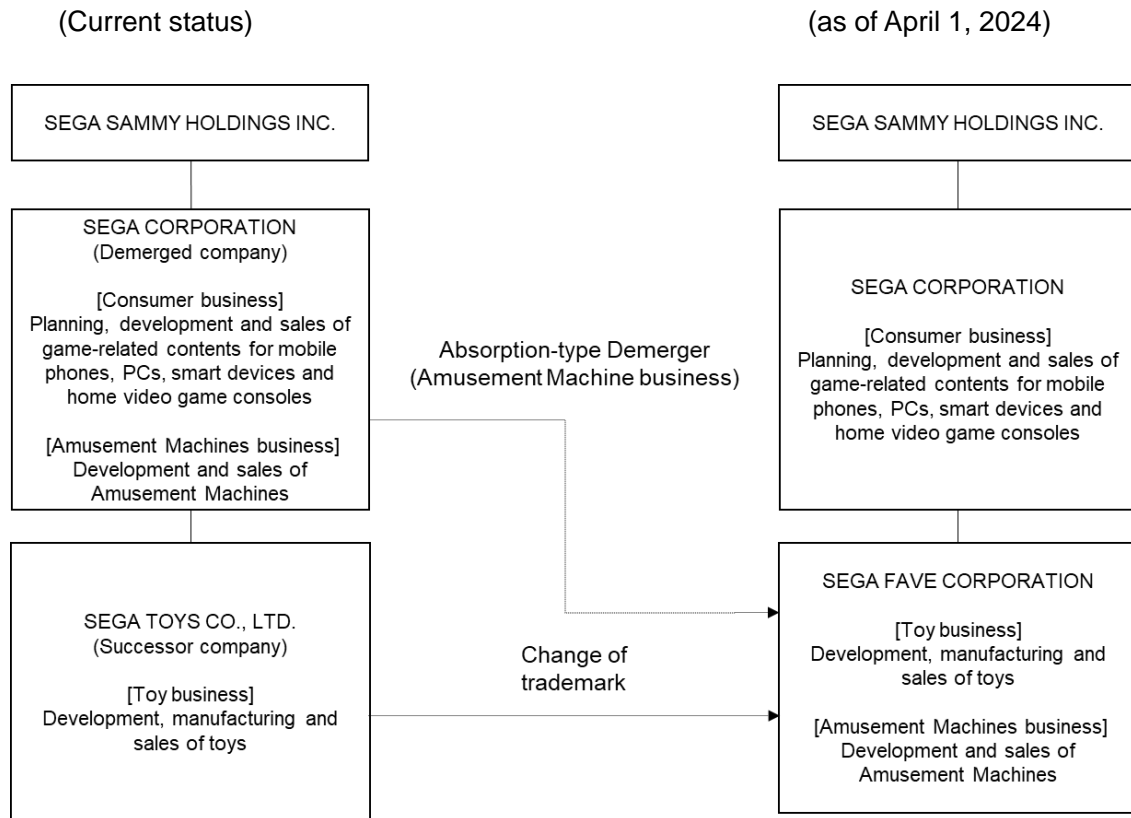 (Current status)
(as of April 1, 2024)
SEGA SAMMY HOLDINGS INC.
SEGA SAMMY HOLDINGS INC.
SEGA CORPORATION
(Demerged company)
[Consumer business]
Planning, development and sales of
game-related contents for mobile
phones, PCs, smart devices and
home video game consoles
[Amusement Machines business]
Development and sales of
Amusement Machines
Absorption-type Demerger
(Amusement Machine business)
SEGA CORPORATION
[Consumer business]
Planning, development and sales of
game-related contents for mobile
phones, PCs, smart devices and
home video game consoles
SEGA TOYS CO., LTD.
(Successor company)
[Toy business]
Development, manufacturing and
sales of toys
Change of
trademark
SEGA FAVE CORPORATION
[Toy business]
Development, manufacturing and
sales of toys
[Amusement Machines business]
Development and sales of
Amusement Machines